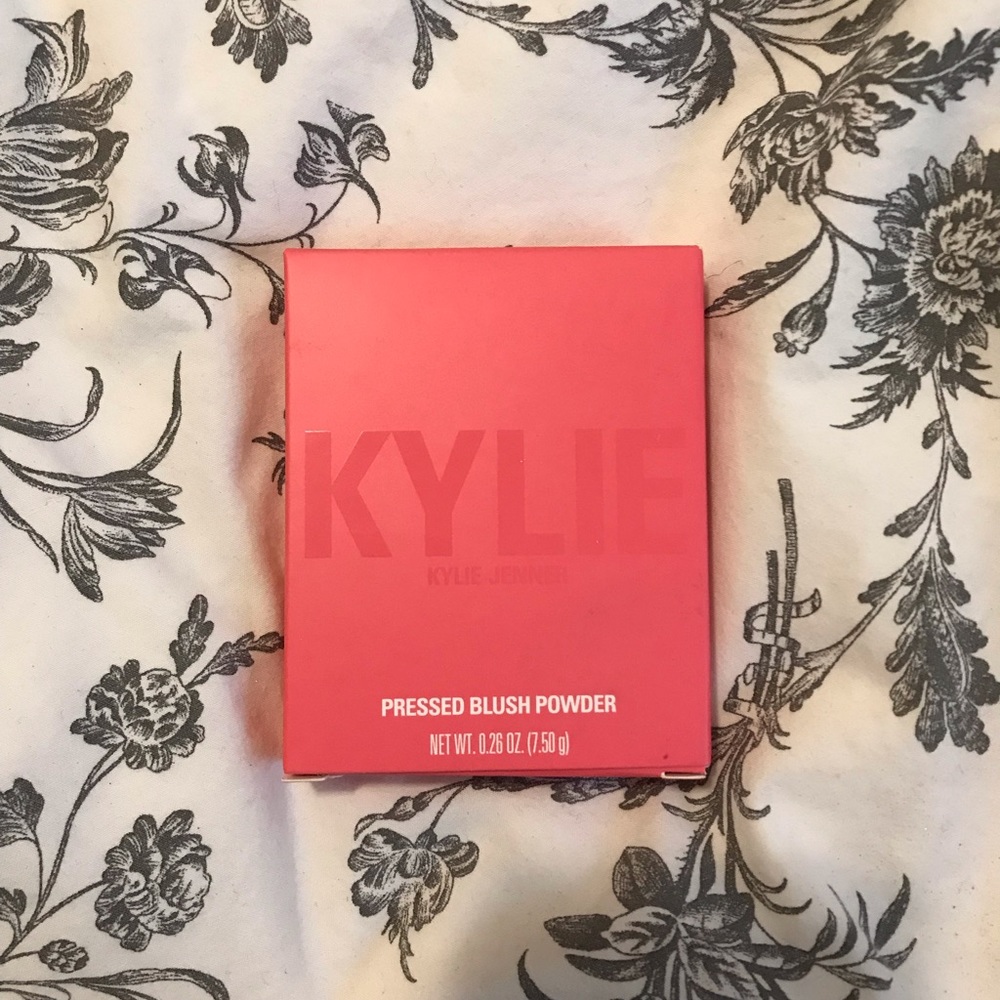 KYLIE
KYLIE JENNER
PRESSED BLUSH POWDER
NET WT. 0.26 OZ. (7.50 g)